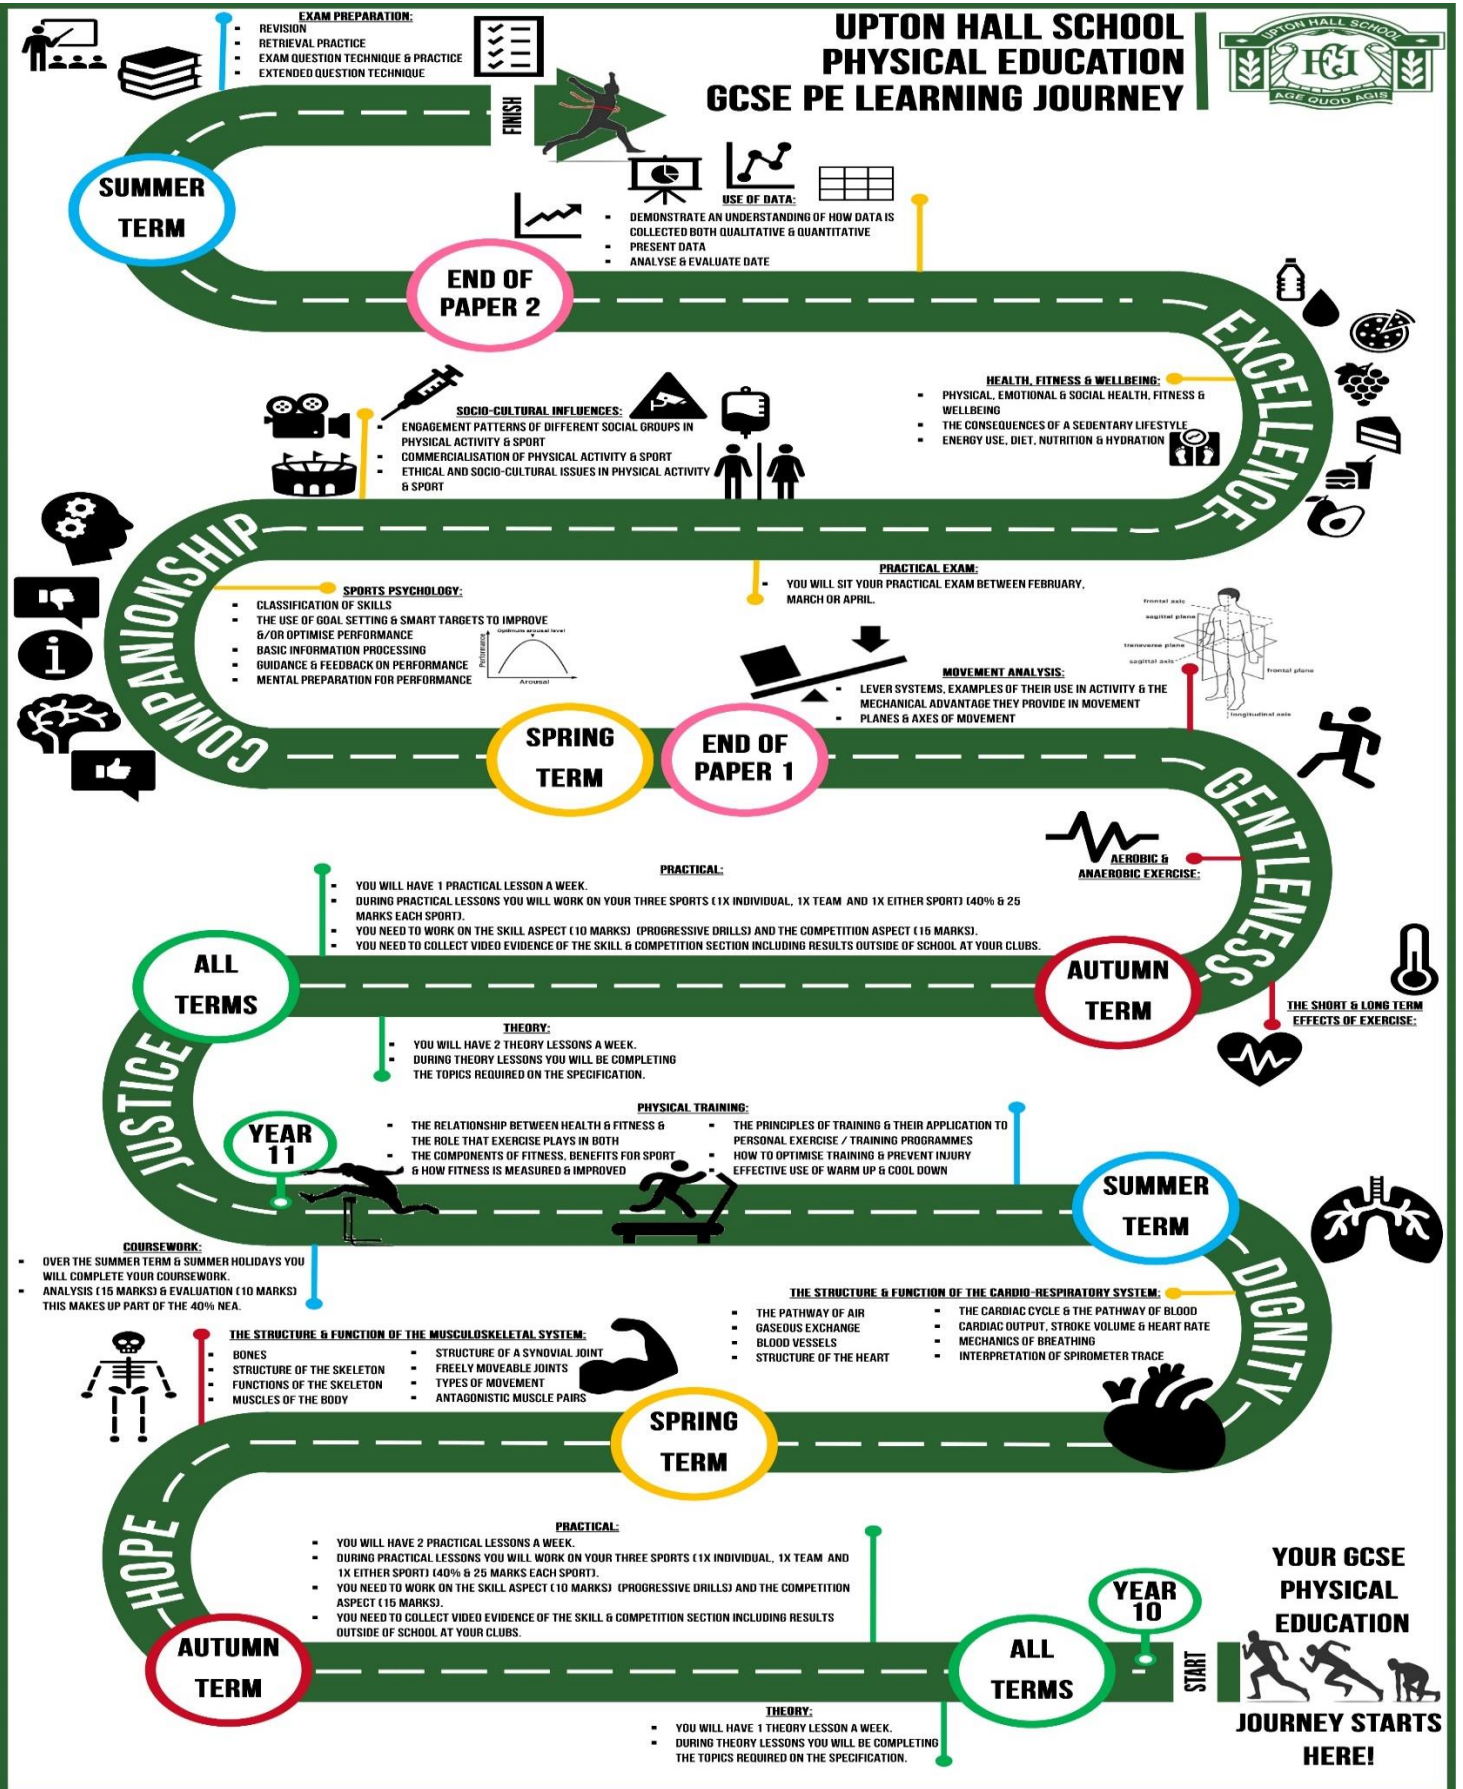 UPTON HALL SCHOOL
PHYSICAL EDUCATION
GCSE PE LEARNING JOURNEY
UPTON HALL SCHOOL
FCJ
AGE QUOD AGIS
EXAM PREPARATION:
REVISION
RETRIEVAL PRACTICE
EXAM QUESTION TECHNIQUE & PRACTICE
EXTENDED QUESTION TECHNIQUE
FINISH
SUMMER
TERM
USE OF DATA:
DEMONSTRATE AN UNDERSTANDING OF HOW DATA IS
COLLECTED BOTH QUALITATIVE & QUANTITATIVE
PRESENT DATA
ANALYSE & EVALUATE DATE
END OF
PAPER 2
EXCELLENCE
HEALTH, FITNESS & WELLBEING:
PHYSICAL, EMOTIONAL & SOCIAL HEALTH, FITNESS &
WELLBEING
THE CONSEQUENCES OF A SEDENTARY LIFESTYLE
ENERGY USE, DIET, NUTRITION & HYDRATION
SOCIO-CULTURAL INFLUENCES:
ENGAGEMENT PATTERNS OF DIFFERENT SOCIAL GROUPS IN
PHYSICAL ACTIVITY & SPORT
COMMERCIALISATION OF PHYSICAL ACTIVITY & SPORT
ETHICAL AND SOCIO-CULTURAL ISSUES IN PHYSICAL ACTIVITY
& SPORT
COMPANIONSHIP
PRACTICAL EXAM:
YOU WILL SIT YOUR PRACTICAL EXAM BETWEEN FEBRUARY,
MARCH OR APRIL.
SPORTS PSYCHOLOGY:
CLASSIFICATION OF SKILLS
THE USE OF GOAL SETTING & SMART TARGETS TO IMPROVE
&/OR OPTIMISE PERFORMANCE
BASIC INFORMATION PROCESSING
GUIDANCE & FEEDBACK ON PERFORMANCE
MENTAL PREPARATION FOR PERFORMANCE
Optimum arousal level
Performance
Arousal
i
frontal axis
sagittal plane
transverse plane
sagittal axis
frontal plane
longitudinal axis
MOVEMENT ANALYSIS:
LEVER SYSTEMS, EXAMPLES OF THEIR USE IN ACTIVITY & THE
MECHANICAL ADVANTAGE THEY PROVIDE IN MOVEMENT
PLANES & AXES OF MOVEMENT
SPRING
TERM
END OF
PAPER 1
GENTLENESS
AEROBIC &
ANAEROBIC EXERCISE:
PRACTICAL:
YOU WILL HAVE 1 PRACTICAL LESSON A WEEK.
DURING PRACTICAL LESSONS YOU WILL WORK ON YOUR THREE SPORTS (1X INDIVIDUAL, 1X TEAM AND 1X EITHER SPORT) (40% & 25
MARKS EACH SPORT).
YOU NEED TO WORK ON THE SKILL ASPECT (10 MARKS) (PROGRESSIVE DRILLS) AND THE COMPETITION ASPECT (15 MARKS).
YOU NEED TO COLLECT VIDEO EVIDENCE OF THE SKILL & COMPETITION SECTION INCLUDING RESULTS OUTSIDE OF SCHOOL AT YOUR CLUBS.
ALL
TERMS
AUTUMN
TERM
THE SHORT & LONG TERM
EFFECTS OF EXERCISE:
THEORY:
YOU WILL HAVE 2 THEORY LESSONS A WEEK.
DURING THEORY LESSONS YOU WILL BE COMPLETING
THE TOPICS REQUIRED ON THE SPECIFICATION.
JUSTICE
YEAR
11
PHYSICAL TRAINING:
THE RELATIONSHIP BETWEEN HEALTH & FITNESS &
THE ROLE THAT EXERCISE PLAYS IN BOTH
THE COMPONENTS OF FITNESS, BENEFITS FOR SPORT
& HOW FITNESS IS MEASURED & IMPROVED
THE PRINCIPLES OF TRAINING & THEIR APPLICATION TO
PERSONAL EXERCISE / TRAINING PROGRAMMES
HOW TO OPTIMISE TRAINING & PREVENT INJURY
EFFECTIVE USE OF WARM UP & COOL DOWN
SUMMER
TERM
COURSEWORK:
OVER THE SUMMER TERM & SUMMER HOLIDAYS YOU
WILL COMPLETE YOUR COURSEWORK.
ANALYSIS (15 MARKS) & EVALUATION (10 MARKS)
THIS MAKES UP PART OF THE 40% NEA.
DIGNITY
THE STRUCTURE & FUNCTION OF THE CARDIO-RESPIRATORY SYSTEM:
THE PATHWAY OF AIR
GASEOUS EXCHANGE
BLOOD VESSELS
STRUCTURE OF THE HEART
THE CARDIAC CYCLE & THE PATHWAY OF BLOOD
CARDIAC OUTPUT, STROKE VOLUME & HEART RATE
MECHANICS OF BREATHING
INTERPRETATION OF SPIROMETER TRACE
THE STRUCTURE & FUNCTION OF THE MUSCULOSKELETAL SYSTEM:
BONES
STRUCTURE OF THE SKELETON
FUNCTIONS OF THE SKELETON
MUSCLES OF THE BODY
STRUCTURE OF A SYNOVIAL JOINT
FREELY MOVEABLE JOINTS
TYPES OF MOVEMENT
ANTAGONISTIC MUSCLE PAIRS
SPRING
TERM
HOPE
PRACTICAL:
YOU WILL HAVE 2 PRACTICAL LESSONS A WEEK.
DURING PRACTICAL LESSONS YOU WILL WORK ON YOUR THREE SPORTS (1X INDIVIDUAL, 1X TEAM AND
1X EITHER SPORT) (40% & 25 MARKS EACH SPORT).
YOU NEED TO WORK ON THE SKILL ASPECT (10 MARKS) (PROGRESSIVE DRILLS) AND THE COMPETITION
ASPECT (15 MARKS).
YOU NEED TO COLLECT VIDEO EVIDENCE OF THE SKILL & COMPETITION SECTION INCLUDING RESULTS
OUTSIDE OF SCHOOL AT YOUR CLUBS.
AUTUMN
TERM
ALL
TERMS
YEAR
10
START
YOUR GCSE
PHYSICAL
EDUCATION
JOURNEY STARTS
HERE!
THEORY:
YOU WILL HAVE 1 THEORY LESSON A WEEK.
DURING THEORY LESSONS YOU WILL BE COMPLETING
THE TOPICS REQUIRED ON THE SPECIFICATION.